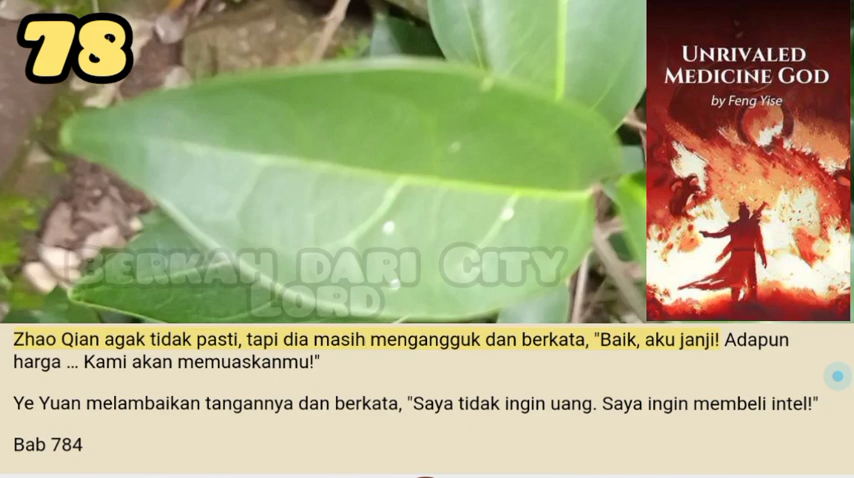 78
UNRIVALED
MEDICINE GOD
by Feng Yise
BERKAH DARI CITY
LORD
Zhao Qian agak tidak pasti, tapi dia masih mengangguk dan berkata, "Baik, aku janji! Adapun
harga ... Kami akan memuaskanmu!"
Ye Yuan melambaikan tangannya dan berkata, "Saya tidak ingin uang. Saya ingin membeli intel!"
Bab 784